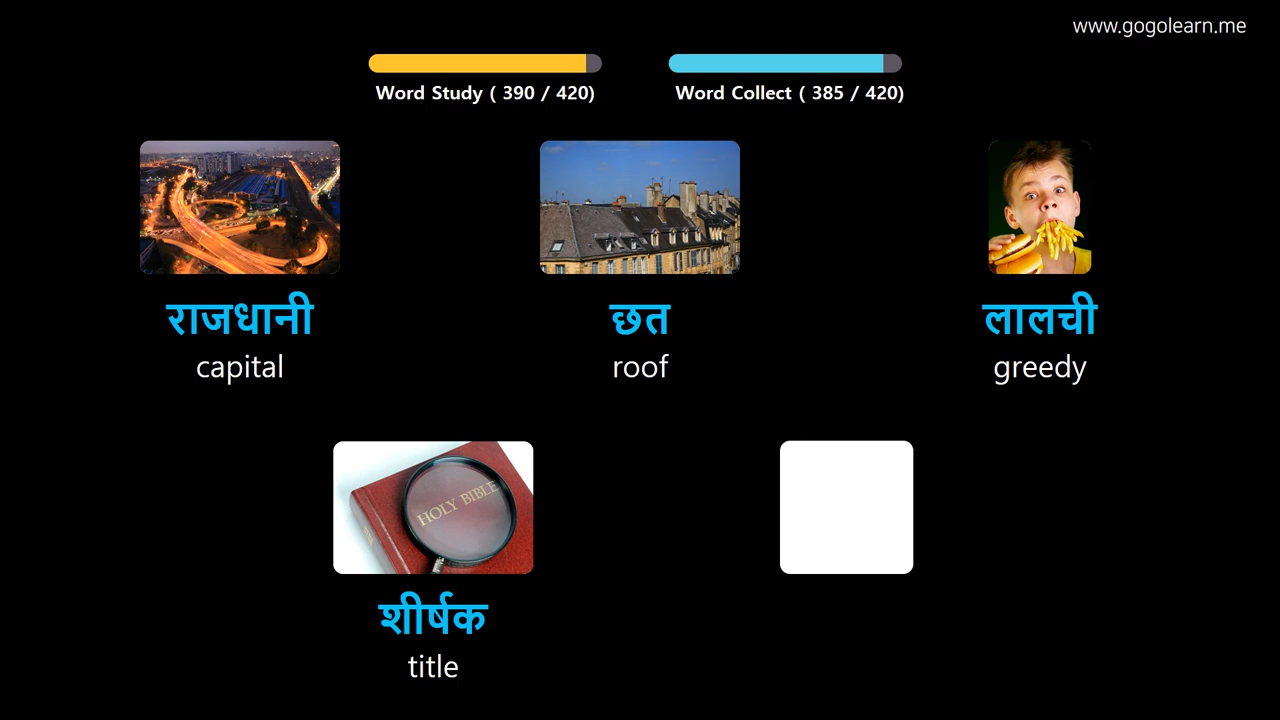 www.gogolearn.me
Word Study ( 390 / 420)
Word Collect ( 385 / 420)
राजधानी
capital
छत
roof
लालची
greedy
HOLY BIBLE
शीर्षक
title